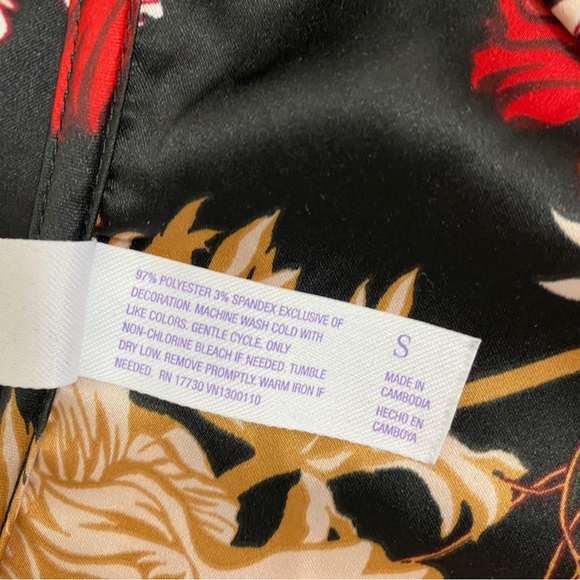 97% POLYESTER 3% SPANDEX EXCLUSIVE OF
DECORATION. MACHINE WASH COLD WITH
LIKE COLORS. GENTLE CYCLE. ONLY
NON-CHLORINE BLEACH IF NEEDED. TUMBLE
DRY LOW. REMOVE PROMPTLY. WARM IRON IF
NEEDED. RN 17730 VN1300110
S
MADE IN
CAMBODIA
HECHO EN
CAMBOYA